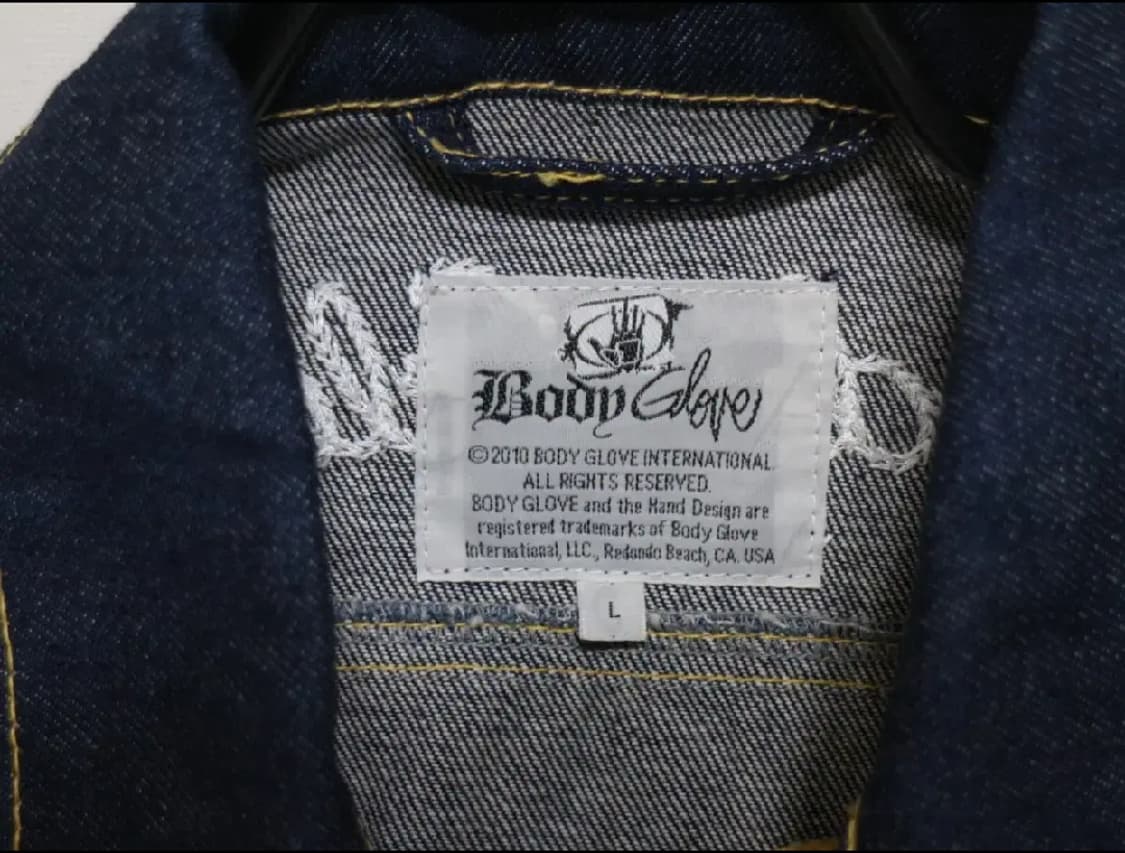 Body Glove
©2010 BODY GLOVE INTERNATIONAL.
ALL RIGHTS RESERVED.
BODY GLOVE and the Hand Design are
registered trademarks of Body Glove
International, LLC., Redondo Beach, CA. USA
L